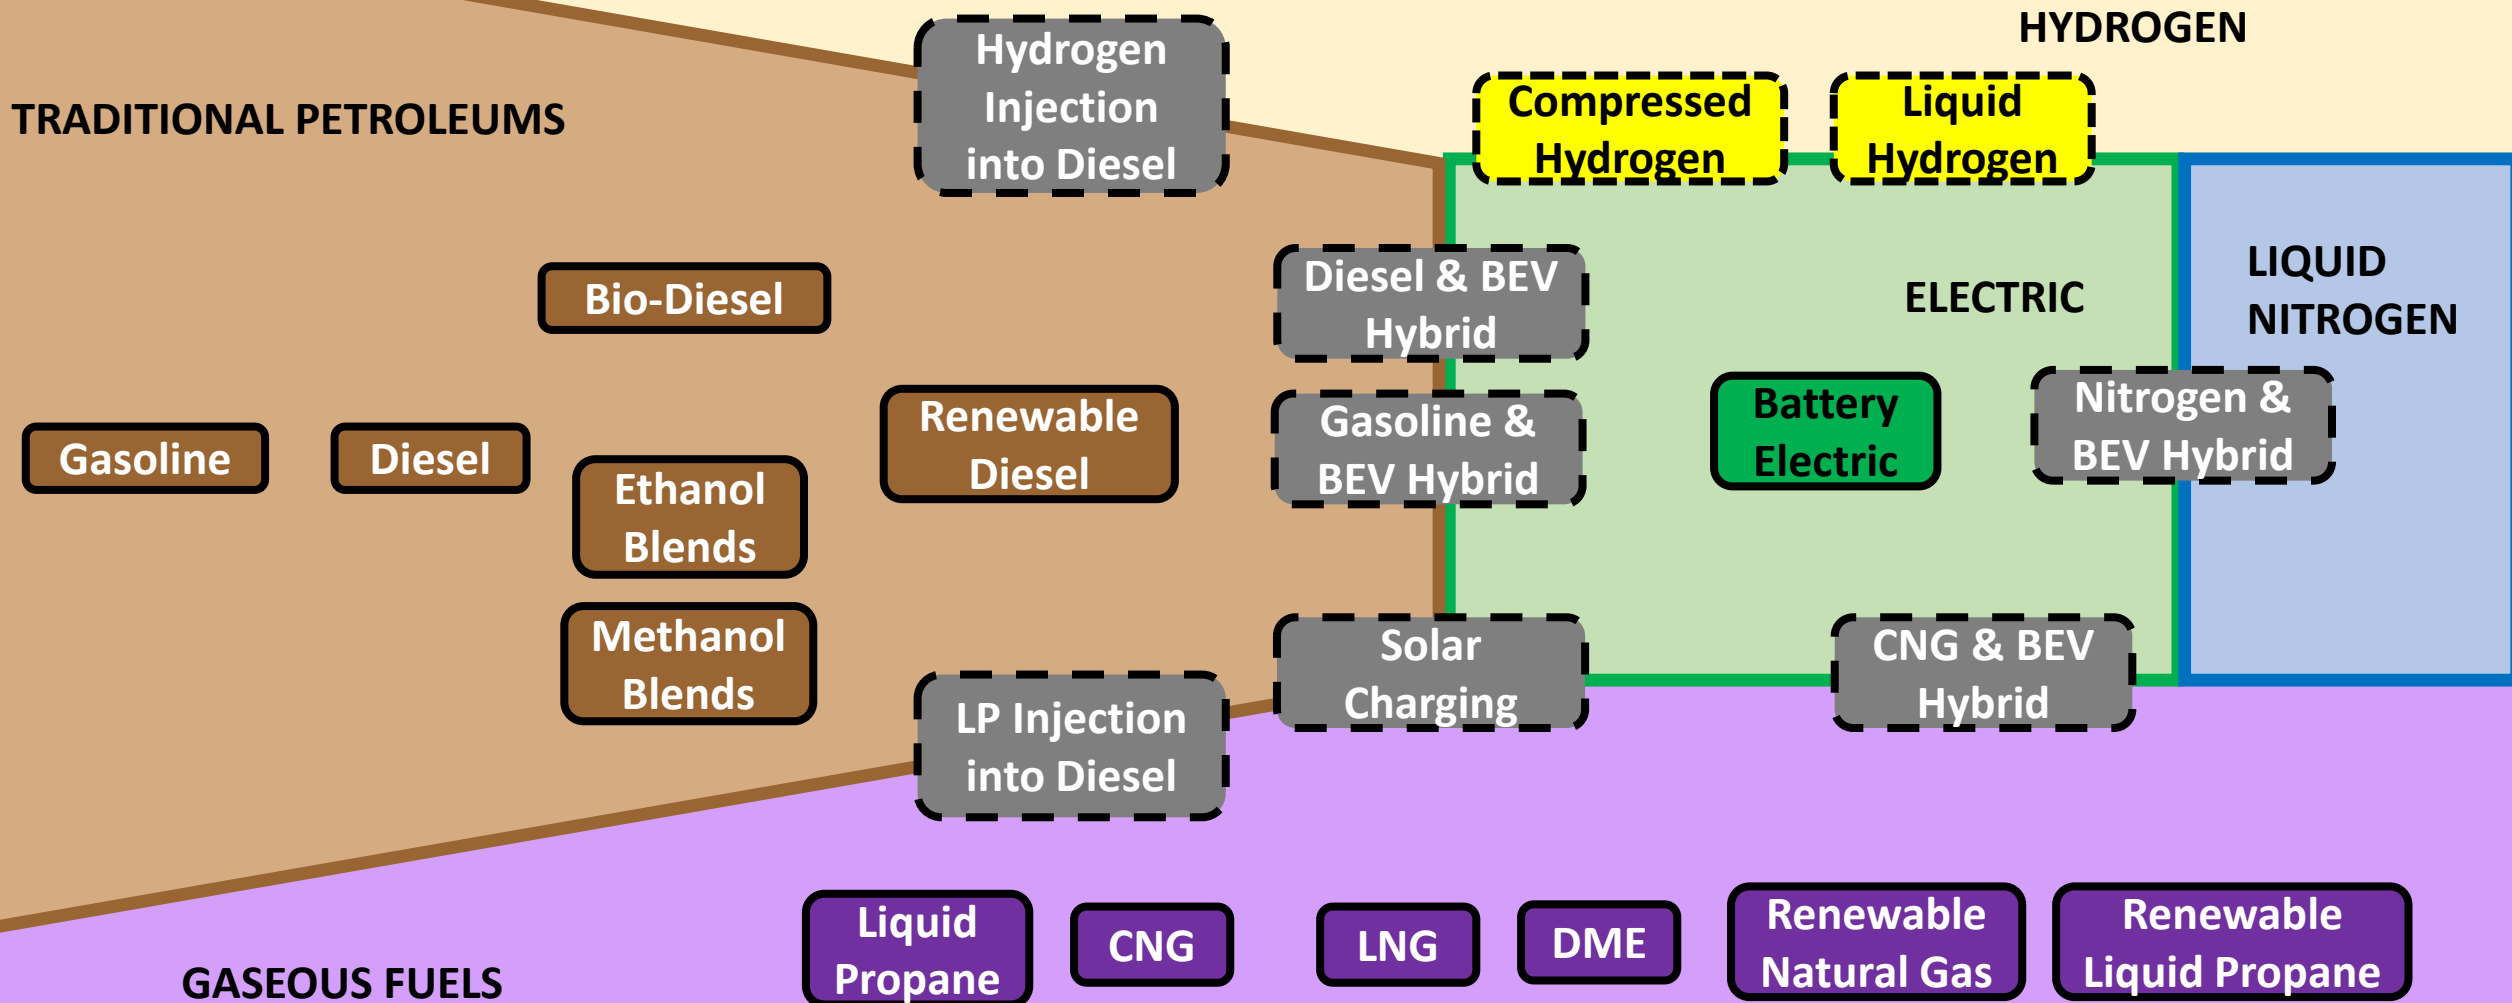 HYDROGEN
Hydrogen
Injection
into Diesel
TRADITIONAL PETROLEUMS
Compressed
Hydrogen
Liquid
Hydrogen
Bio-Diesel
Diesel & BEV
Hybrid
ELECTRIC
LIQUID
NITROGEN
Gasoline
Diesel
Ethanol
Blends
Renewable
Diesel
Gasoline &
BEV Hybrid
Battery
Electric
Nitrogen &
BEV Hybrid
Methanol
Blends
LP Injection
into Diesel
Solar
Charging
CNG & BEV
Hybrid
GASEOUS FUELS
Liquid
Propane
CNG
LNG
DME
Renewable
Natural Gas
Renewable
Liquid Propane